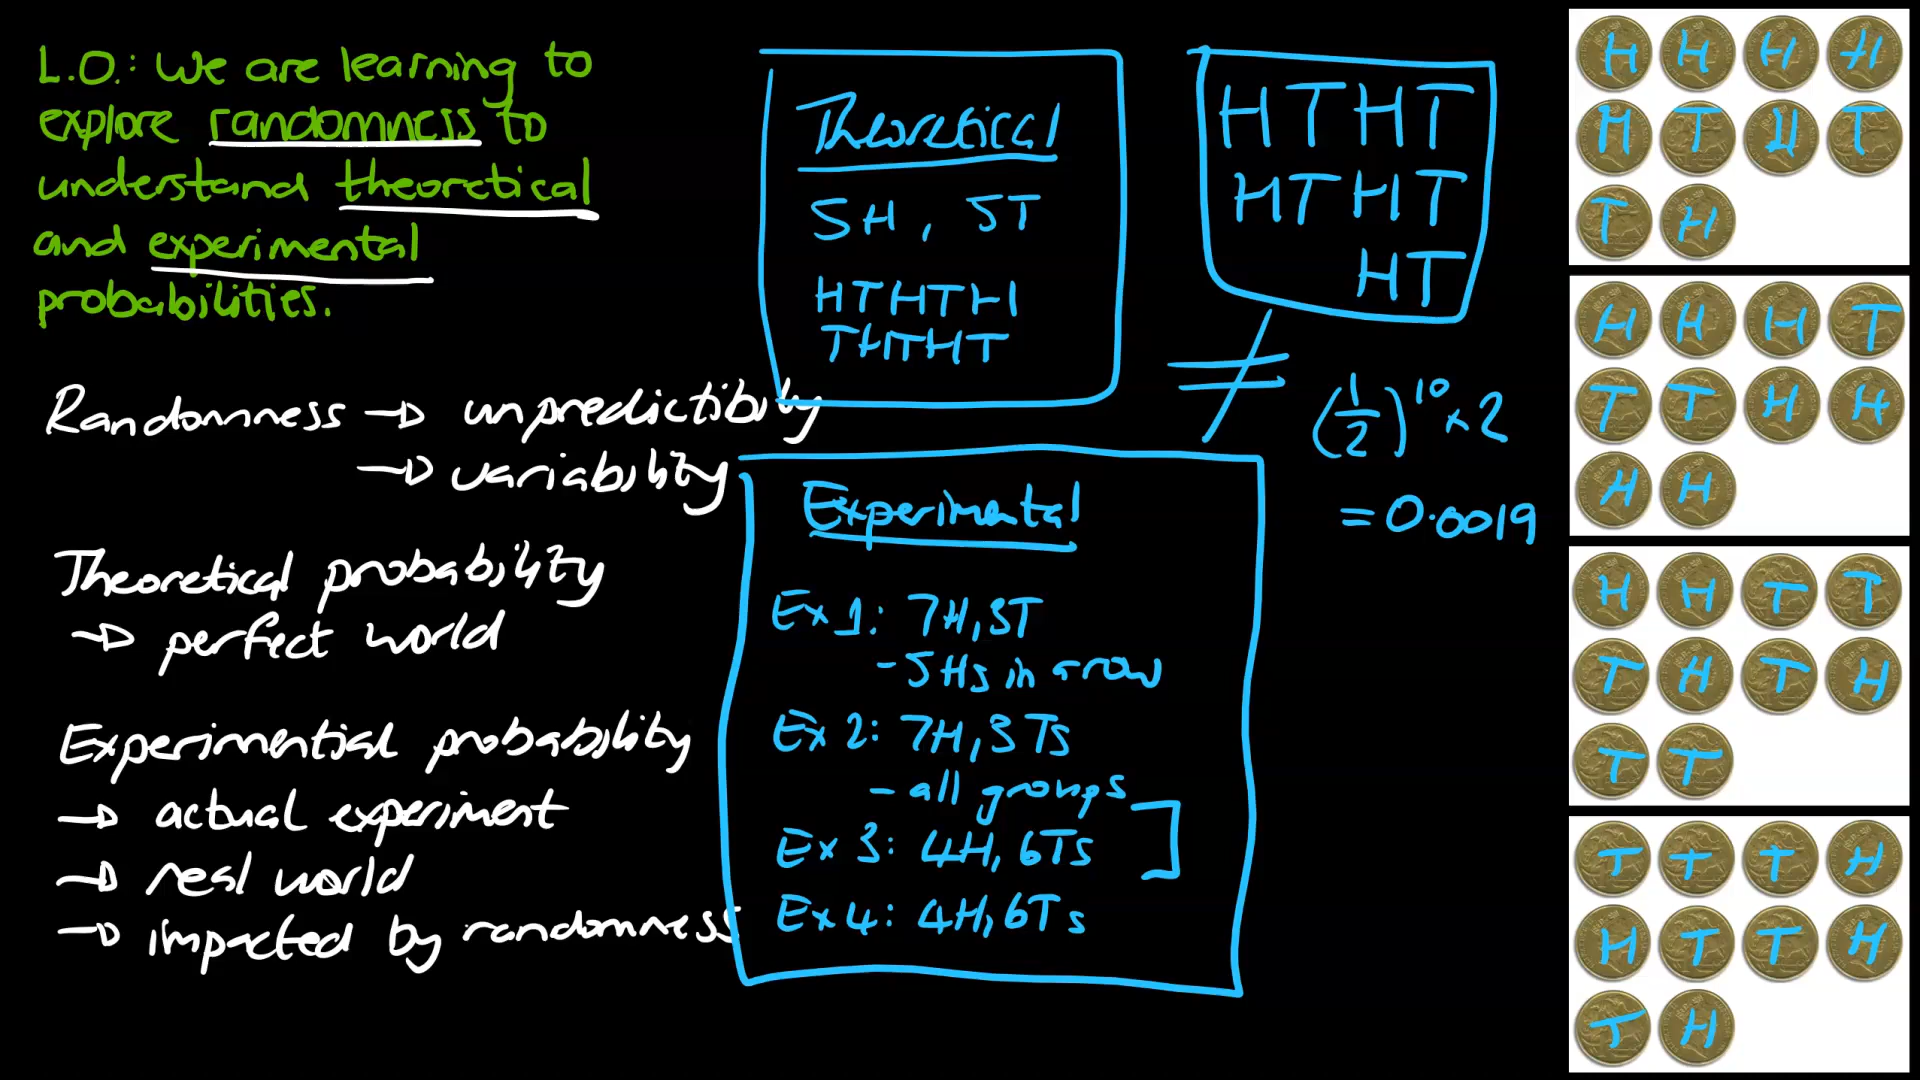 L.O.: We are learning to
explore randomness to
understand theoretical
and experimental
probabilities.
Randomness → unpredictibility
→ variability
Theoretical probability
→ perfect world
Experimential probability
→ actual experiment
→ real world
→ impacted by randomness
Theoretical
5H, 5T
HTHTH
THTHT
HTHT
HTHT
HT
≠
(1/2)^10 × 2
= 0.0019
Experimental
Ex 1: 7H, 3T
- 5Hs in a row
Ex 2: 7H, 3Ts
- all groups
Ex 3: 4H, 6Ts
Ex 4: 4H, 6Ts
H H H H
H T H T
T H
H H H T
T T H H
H H
H H T T
T H T H
T T
T T T H
H T T H
T H